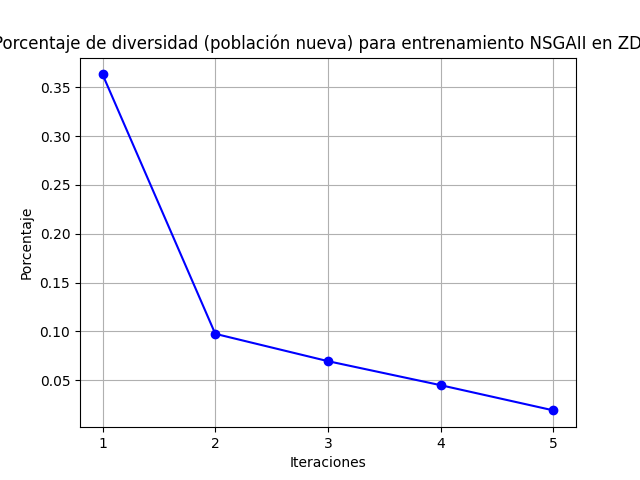 Porcentaje de diversidad (población nueva) para entrenamiento NSGAII en ZD
Porcentaje
0.35
0.30
0.25
0.20
0.15
0.10
0.05
1 2 3 4 5
Iteraciones